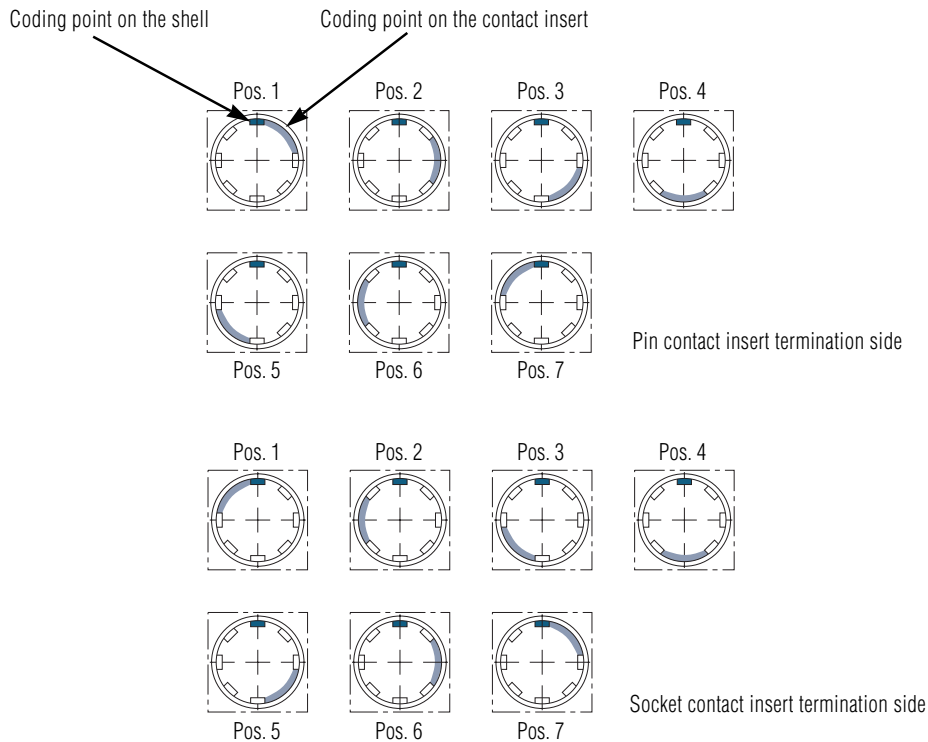 Coding point on the shell
Coding point on the contact insert
Pos. 1
Pos. 2
Pos. 3
Pos. 4
Pos. 5
Pos. 6
Pos. 7
Pin contact insert termination side
Pos. 1
Pos. 2
Pos. 3
Pos. 4
Pos. 5
Pos. 6
Pos. 7
Socket contact insert termination side